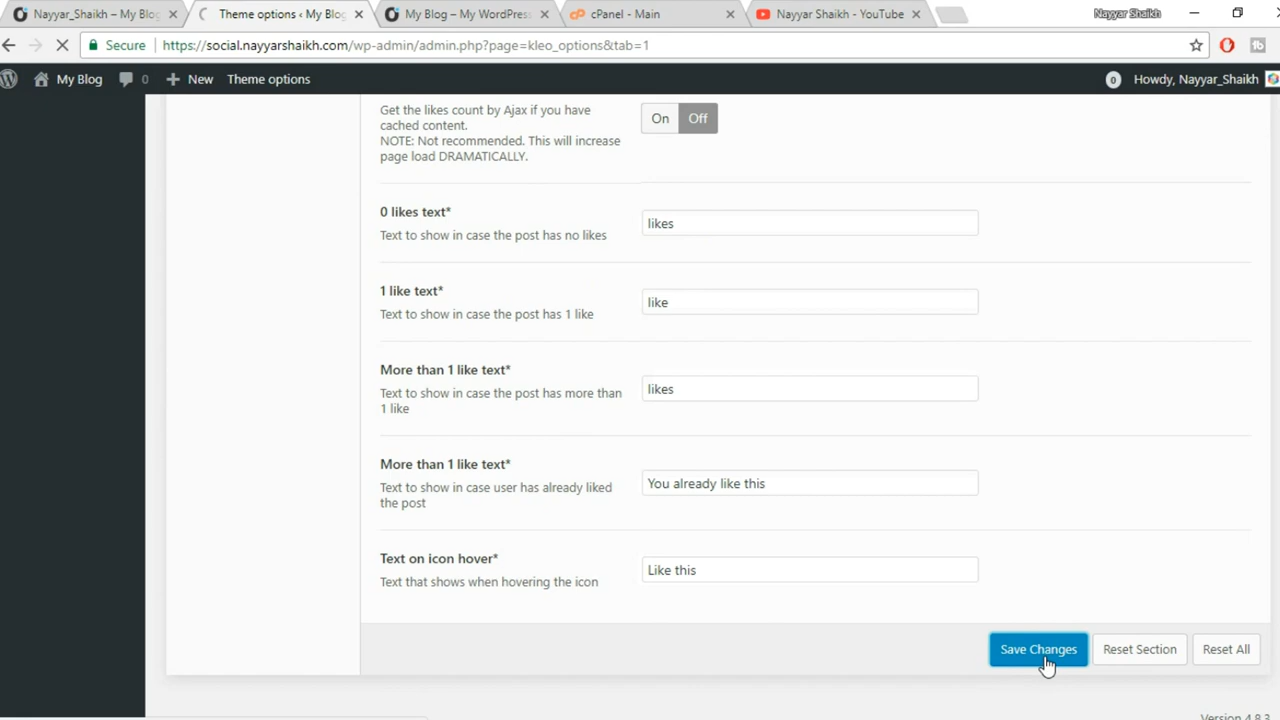 Nayyar_Shaikh – My Blog
Theme options ‹ My Blog
My Blog – My WordPress
cPanel - Main
Nayyar Shaikh - YouTube
Nayyar Shaikh
Secure
https://social.nayyarshaikh.com/wp-admin/admin.php?page=kleo_options&tab=1
My Blog
0
New
Theme options
0
Howdy, Nayyar_Shaikh
Get the likes count by Ajax if you have
cached content.
NOTE: Not recommended. This will increase
page load DRAMATICALLY.
On
Off
0 likes text*
Text to show in case the post has no likes
likes
1 like text*
Text to show in case the post has 1 like
like
More than 1 like text*
Text to show in case the post has more than
1 like
likes
More than 1 like text*
Text to show in case user has already liked
the post
You already like this
Text on icon hover*
Text that shows when hovering the icon
Like this
Save Changes
Reset Section
Reset All
Version 4.8.3